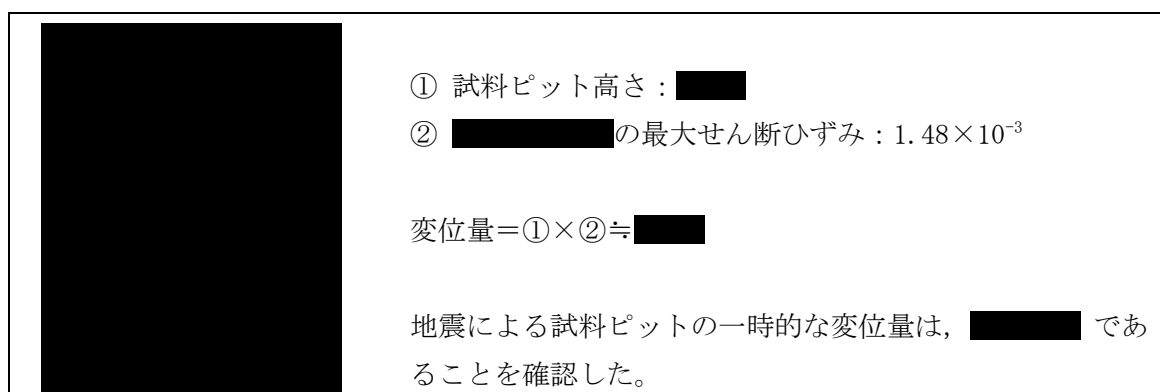 ① 試料ピット高さ：
② の最大せん断ひずみ：1.48×10⁻³
変位量＝①×②≒
地震による試料ピットの一時的な変位量は， であ
ることを確認した。